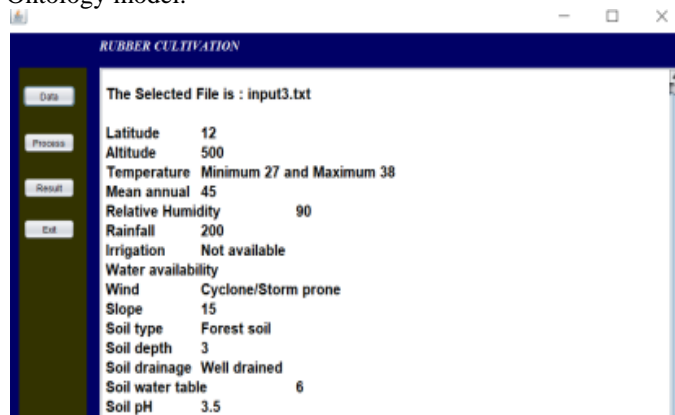 Ontology model.
RUBBER CULTIVATION
Data
Process
Result
Exit
The Selected File is : input3.txt
Latitude 12
Altitude 500
Temperature Minimum 27 and Maximum 38
Mean annual 45
Relative Humidity 90
Rainfall 200
Irrigation Not available
Water availability
Wind Cyclone/Storm prone
Slope 15
Soil type Forest soil
Soil depth 3
Soil drainage Well drained
Soil water table 6
Soil pH 3.5